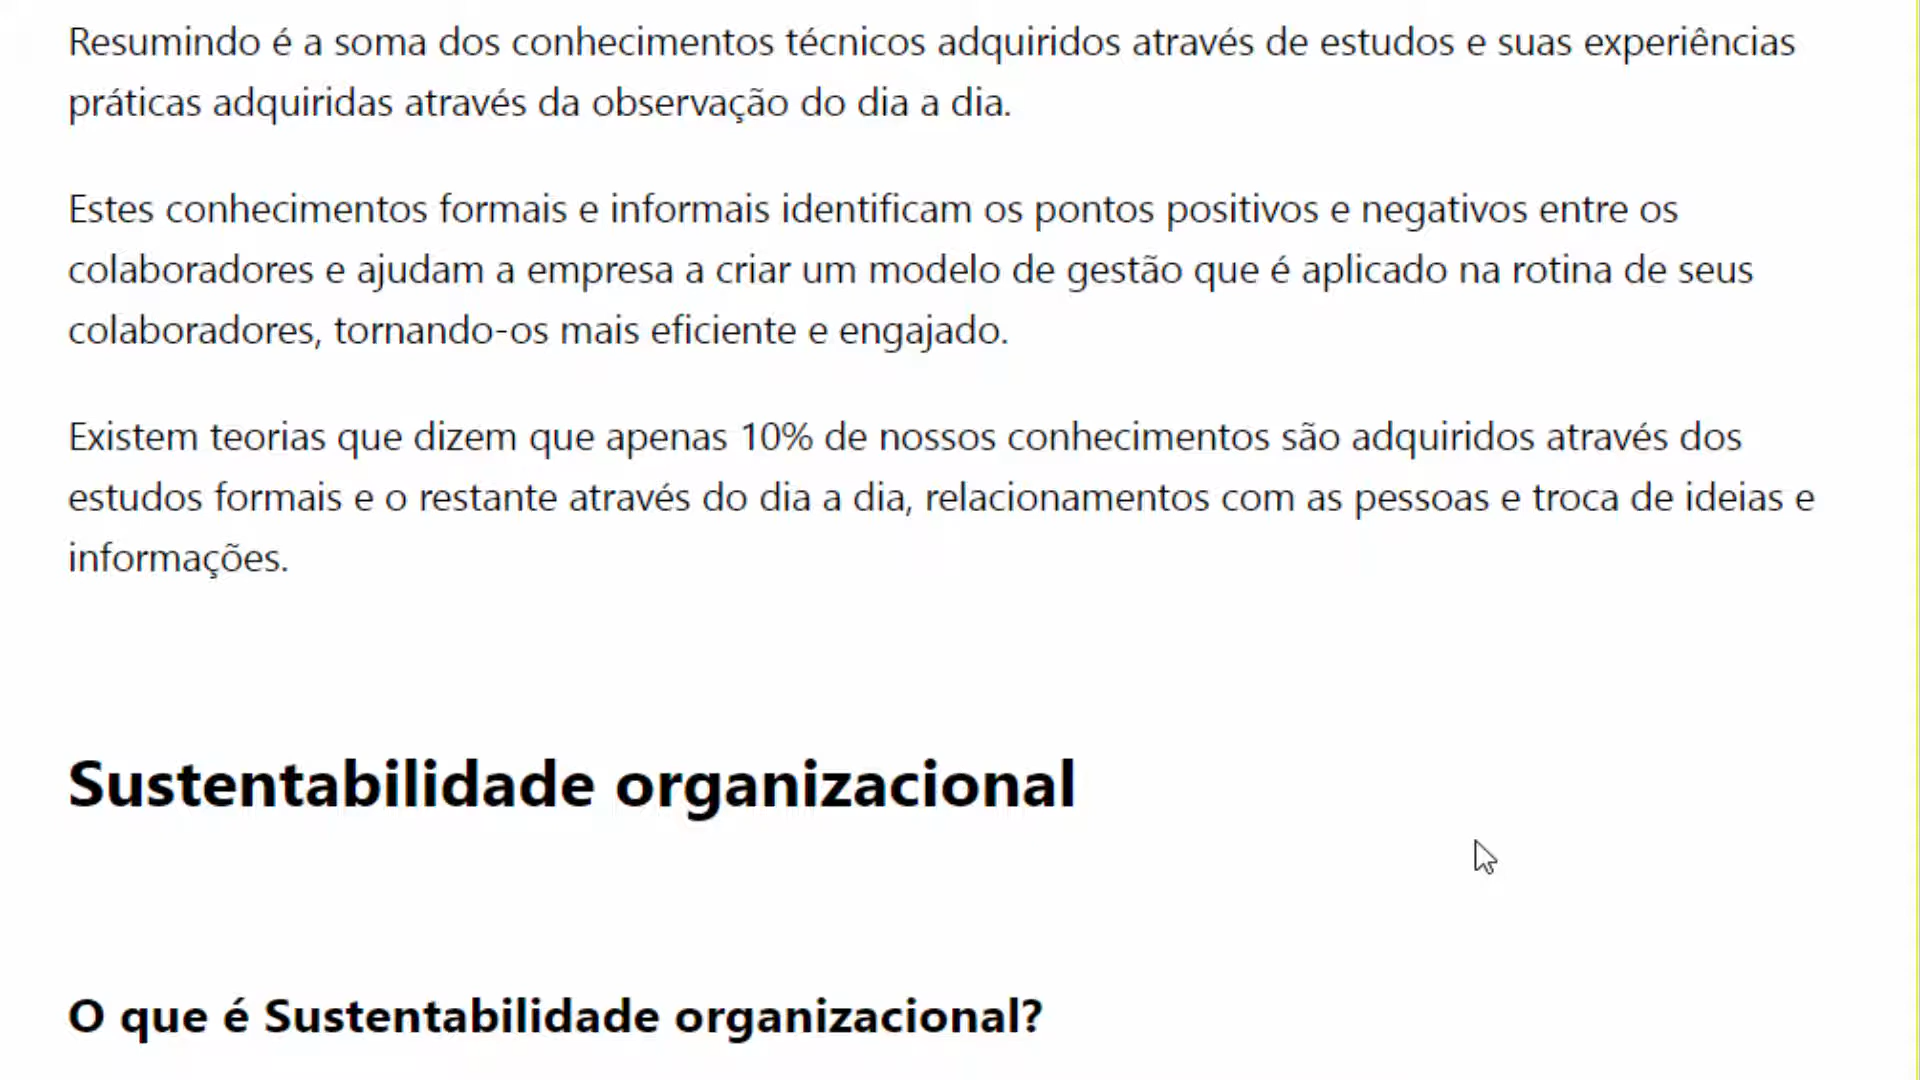 Resumindo é a soma dos conhecimentos técnicos adquiridos através de estudos e suas experiências
práticas adquiridas através da observação do dia a dia.
Estes conhecimentos formais e informais identificam os pontos positivos e negativos entre os
colaboradores e ajudam a empresa a criar um modelo de gestão que é aplicado na rotina de seus
colaboradores, tornando-os mais eficiente e engajado.
Existem teorias que dizem que apenas 10% de nossos conhecimentos são adquiridos através dos
estudos formais e o restante através do dia a dia, relacionamentos com as pessoas e troca de ideias e
informações.
Sustentabilidade organizacional
O que é Sustentabilidade organizacional?